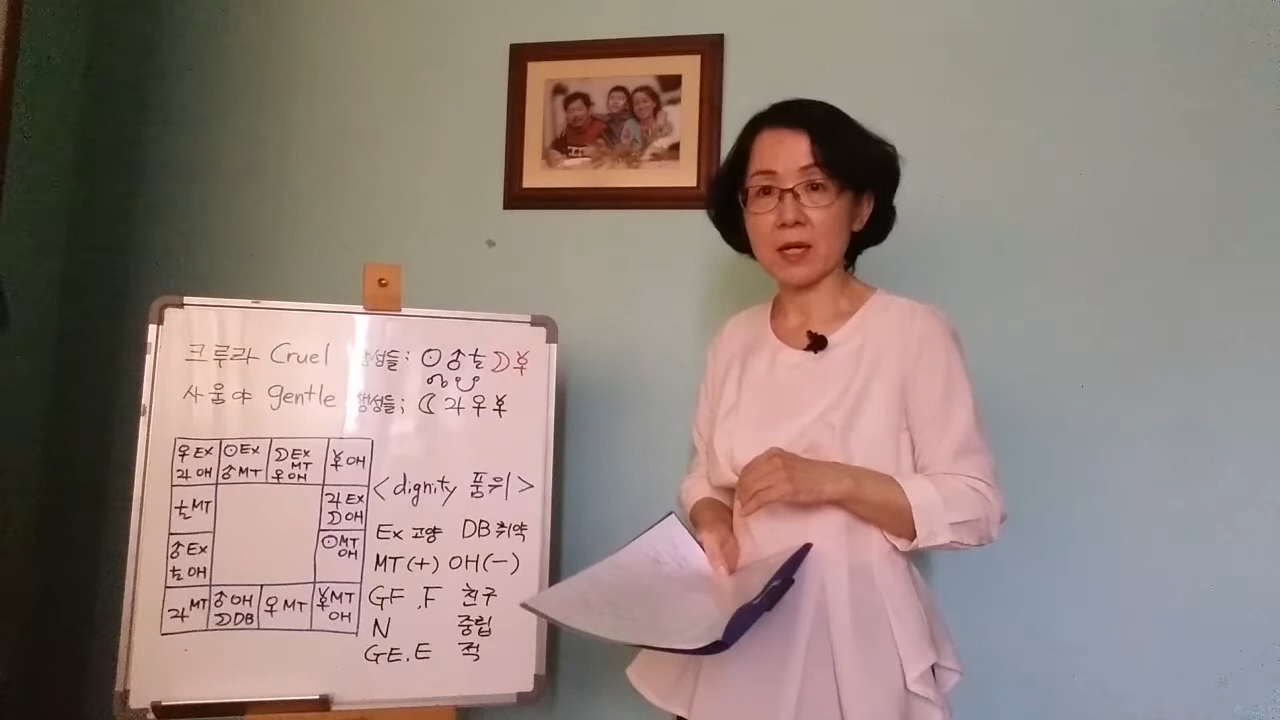 크루라 Cruel 행성들; ☉♂♄☽☿
☊☋
사움야 gentle 행성들; ☾♃♀☿
♀Ex ☉Ex ☽Ex ☿OH
♃OH ♂MT MT
♀OH
♄MT ♃Ex
☽OH
♂Ex ☉MT
♄OH OH
♃MT ♂OH ♀MT ☿MT
☽DB OH
<dignity 품위>
Ex 고양 DB 취약
MT(+) OH(-)
GF.F 친구
N 중립
GE.E 적